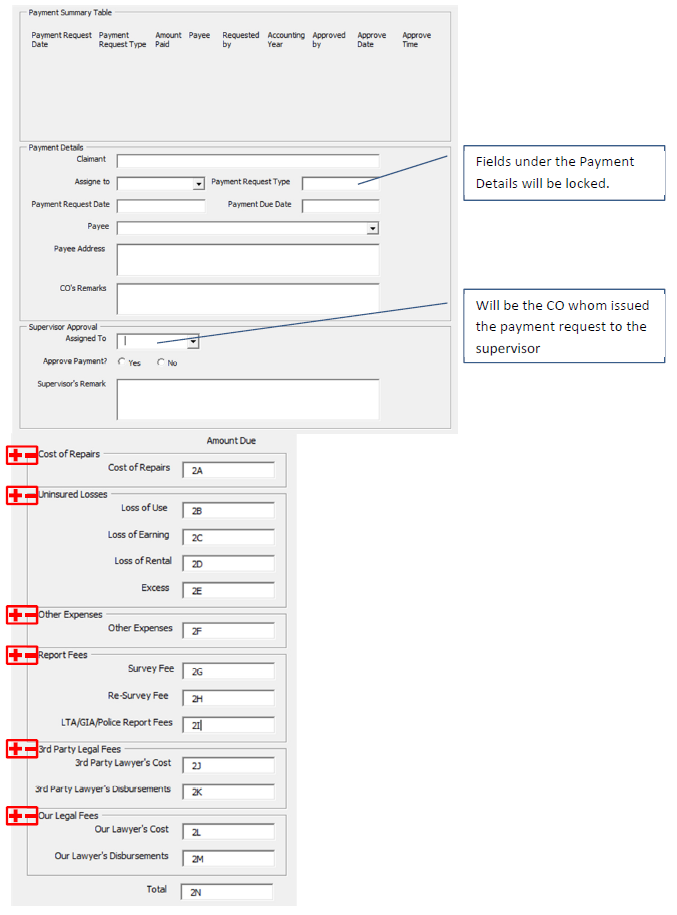 Payment Summary Table
Payment Request Date
Payment Request Type
Amount Paid
Payee
Requested by
Accounting Year
Approved by
Approve Date
Approve Time
Payment Details
Claimant
Assigne to
Payment Request Type
Payment Request Date
Payment Due Date
Payee
Payee Address
CO's Remarks
Fields under the Payment
Details will be locked.
Supervisor Approval
Assigned To
Approve Payment?
Yes
No
Supervisor's Remark
Will be the CO whom issued
the payment request to the
supervisor
Amount Due
Cost of Repairs
Cost of Repairs 2A
Uninsured Losses
Loss of Use 2B
Loss of Earning 2C
Loss of Rental 2D
Excess 2E
Other Expenses
Other Expenses 2F
Report Fees
Survey Fee 2G
Re-Survey Fee 2H
LTA/GIA/Police Report Fees 2I
3rd Party Legal Fees
3rd Party Lawyer's Cost 2J
3rd Party Lawyer's Disbursements 2K
Our Legal Fees
Our Lawyer's Cost 2L
Our Lawyer's Disbursements 2M
Total 2N